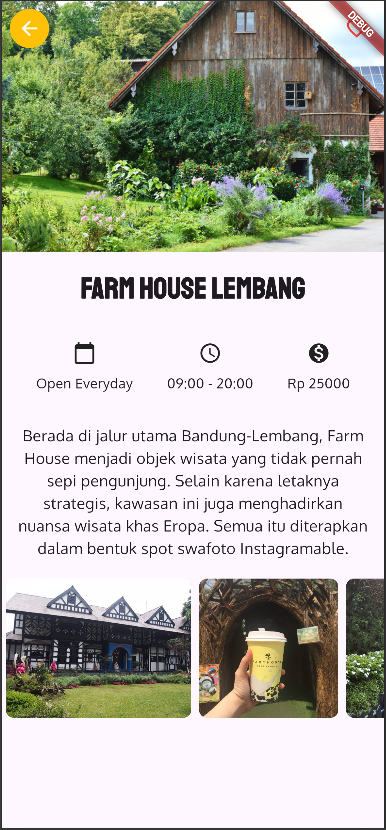 DEBUG
FARM HOUSE LEMBANG
Open Everyday 09:00 - 20:00 Rp 25000
Berada di jalur utama Bandung-Lembang, Farm
House menjadi objek wisata yang tidak pernah
sepi pengunjung. Selain karena letaknya
strategis, kawasan ini juga menghadirkan
nuansa wisata khas Eropa. Semua itu diterapkan
dalam bentuk spot swafoto Instagramable.